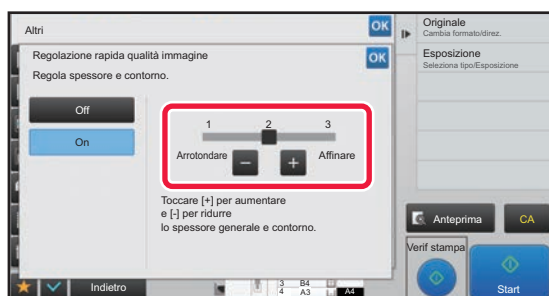 Altri
OK
Regolazione rapida qualità immagine
OK
Regola spessore e contorno.
Off
On
1 2 3
Arrotondare
Affinare
Toccare [+] per aumentare
e [-] per ridurre
lo spessore generale e contorno.
Indietro
3 B4
4 A3
A4
Originale
Cambia formato/direz.
Esposizione
Seleziona tipo/Esposizione
Anteprima
CA
Verif stampa
Start